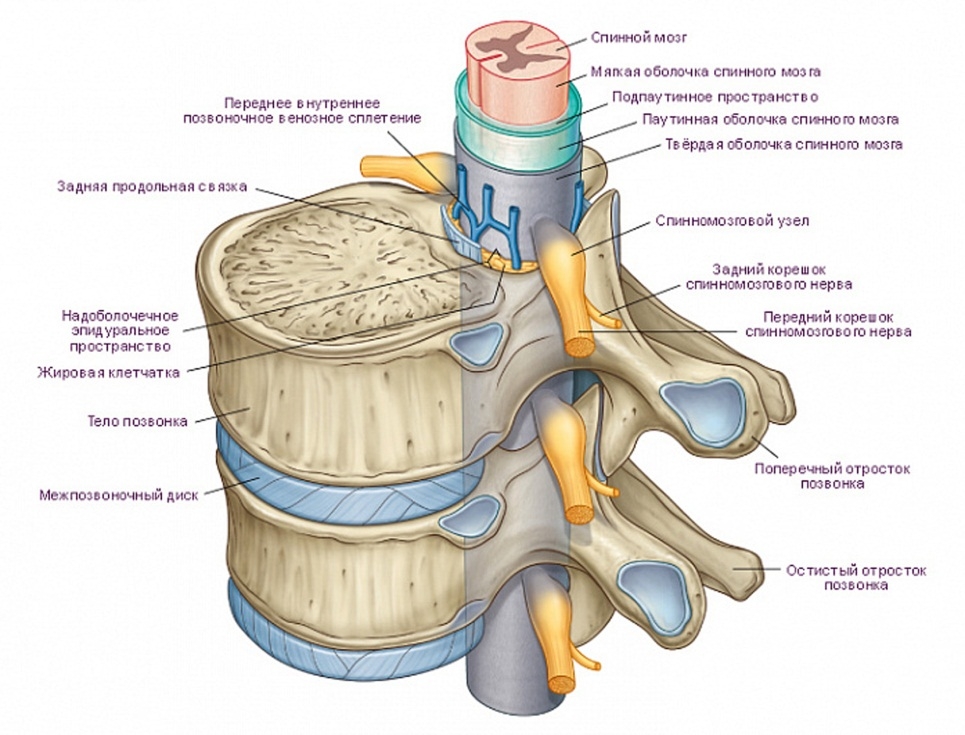 Спинной мозг
Мягкая оболочка спинного мозга
Подпаутинное пространство
Паутинная оболочка спинного мозга
Твёрдая оболочка спинного мозга
Переднее внутреннее
позвоночное венозное сплетение
Задняя продольная связка
Спинномозговой узел
Задний корешок
спинномозгового нерва
Передний корешок
спинномозгового нерва
Надоболочечное
эпидуральное
пространство
Жировая клетчатка
Тело позвонка
Межпозвоночный диск
Поперечный отросток
позвонка
Остистый отросток
позвонка